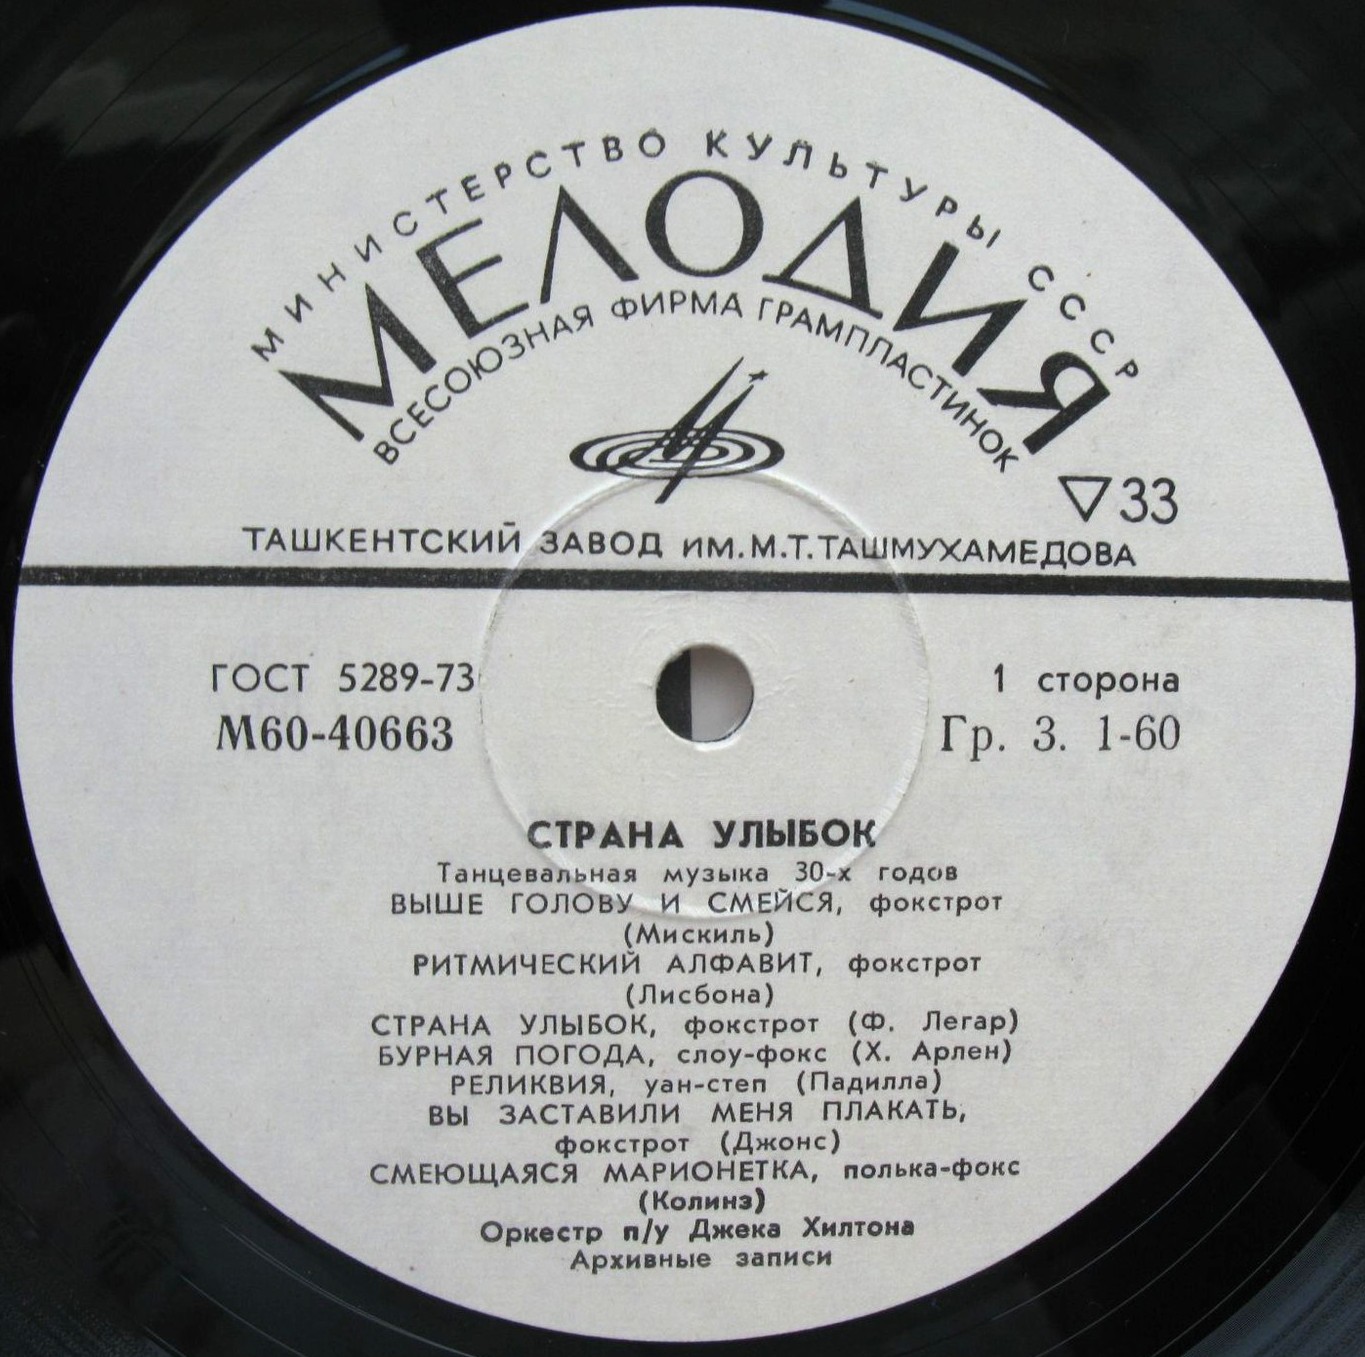 МИНИСТЕРСТВО КУЛЬТУРЫ СССР
МЕЛОДИЯ
ВСЕСОЮЗНАЯ ФИРМА ГРАМПЛАСТИНОК
33
ТАШКЕНТСКИЙ ЗАВОД ИМ. М.Т. ТАШМУХАМЕДОВА
ГОСТ 5289-73
1 сторона
М60-40663
Гр. 3. 1-60
СТРАНА УЛЫБОК
Танцевальная музыка 30-х годов
ВЫШЕ ГОЛОВУ И СМЕЙСЯ, фокстрот
(Мискиль)
РИТМИЧЕСКИЙ АЛФАВИТ, фокстрот
(Лисбона)
СТРАНА УЛЫБОК, фокстрот (Ф. Легар)
БУРНАЯ ПОГОДА, слоу-фокс (Х. Арлен)
РЕЛИКВИЯ, уан-степ (Падилла)
ВЫ ЗАСТАВИЛИ МЕНЯ ПЛАКАТЬ,
фокстрот (Джонс)
СМЕЮЩАЯСЯ МАРИОНЕТКА, полька-фокс
(Колинз)
Оркестр п/у Джека Хилтона
Архивные записи